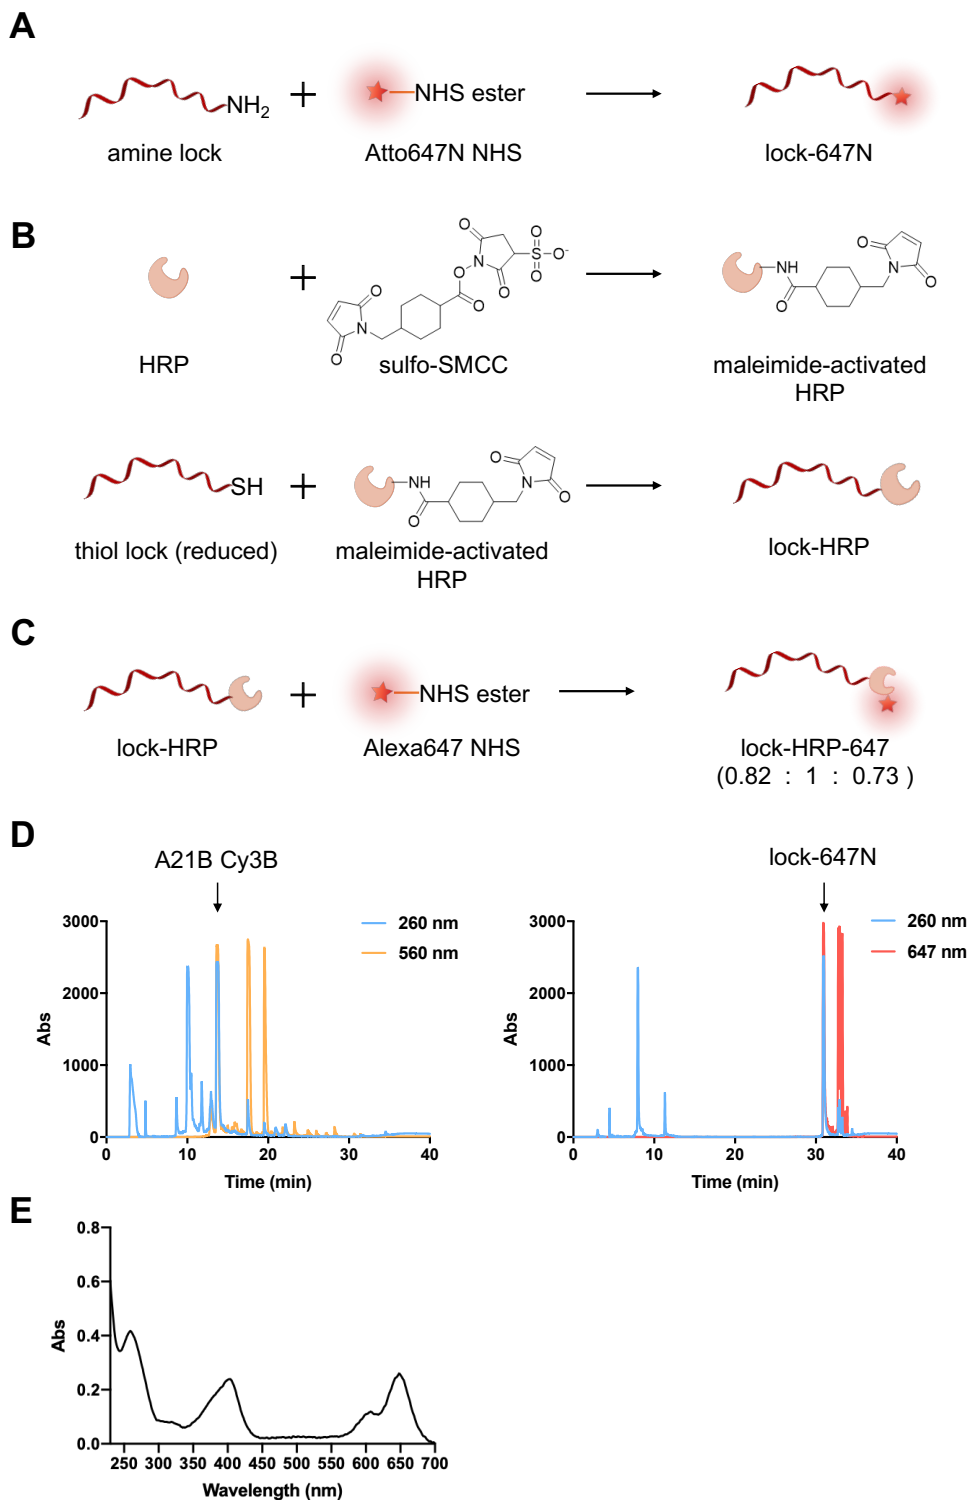 A
NH2
+
NHS ester
amine lock
Atto647N NHS
lock-647N
B
+
O
O
N
O
O
S
O
O
O-
O
O
N
O
NH
O
O
N
O
HRP
sulfo-SMCC
maleimide-activated
HRP
SH
+
NH
O
O
N
O
thiol lock (reduced)
maleimide-activated
HRP
lock-HRP
C
+
NHS ester
lock-HRP
Alexa647 NHS
lock-HRP-647
(0.82 : 1 : 0.73 )
D
A21B Cy3B
260 nm
560 nm
3000
2000
1000
0
Abs
0 10 20 30 40
Time (min)
lock-647N
260 nm
647 nm
3000
2000
1000
0
Abs
0 10 20 30 40
Time (min)
E
0.8
0.6
0.4
0.2
0.0
Abs
250 300 350 400 450 500 550 600 650 700
Wavelength (nm)